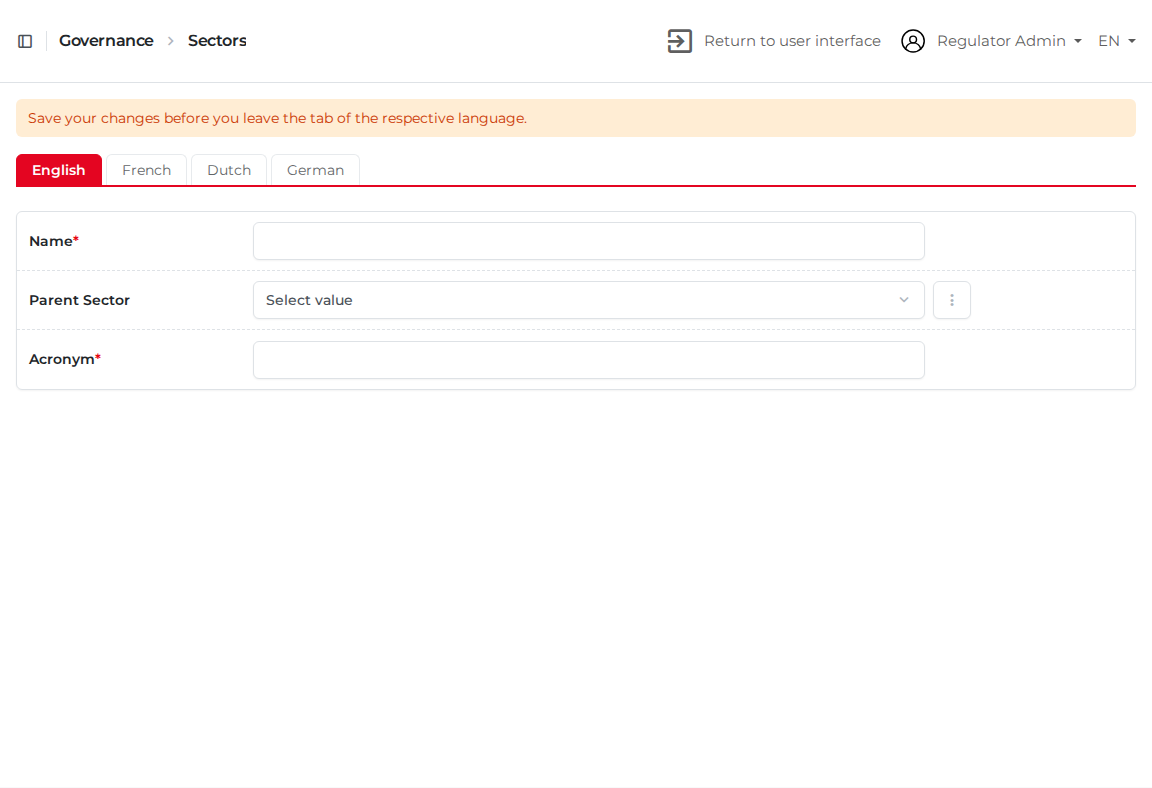 Governance > Sectors
Return to user interface
Regulator Admin
EN
Save your changes before you leave the tab of the respective language.
English
French
Dutch
German
Name*
Parent Sector
Select value
Acronym*